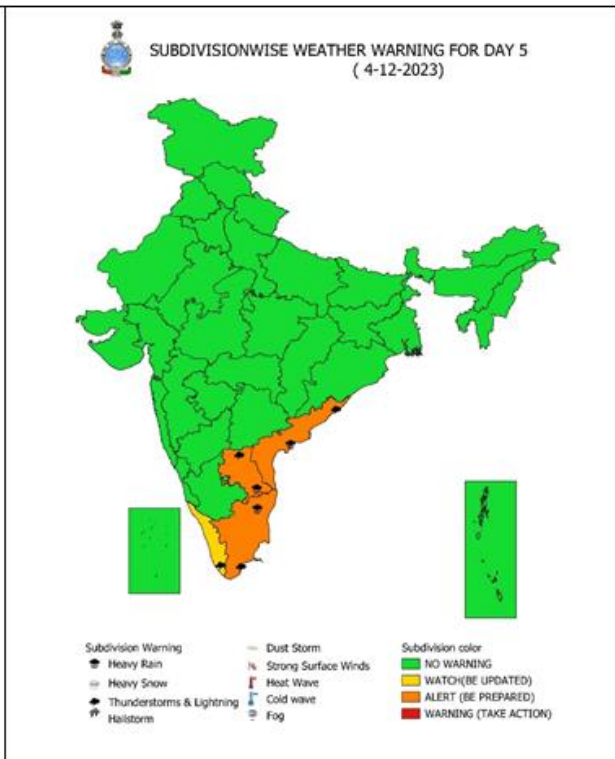 SUBDIVISIONWISE WEATHER WARNING FOR DAY 5
( 4-12-2023)
Subdivision Warning
Heavy Rain
Heavy Snow
Thunderstorms & Lightning
Hailstorm
Dust Storm
Strong Surface Winds
Heat Wave
Cold wave
Fog
Subdivision color
NO WARNING
WATCH(BE UPDATED)
ALERT (BE PREPARED)
WARNING (TAKE ACTION)